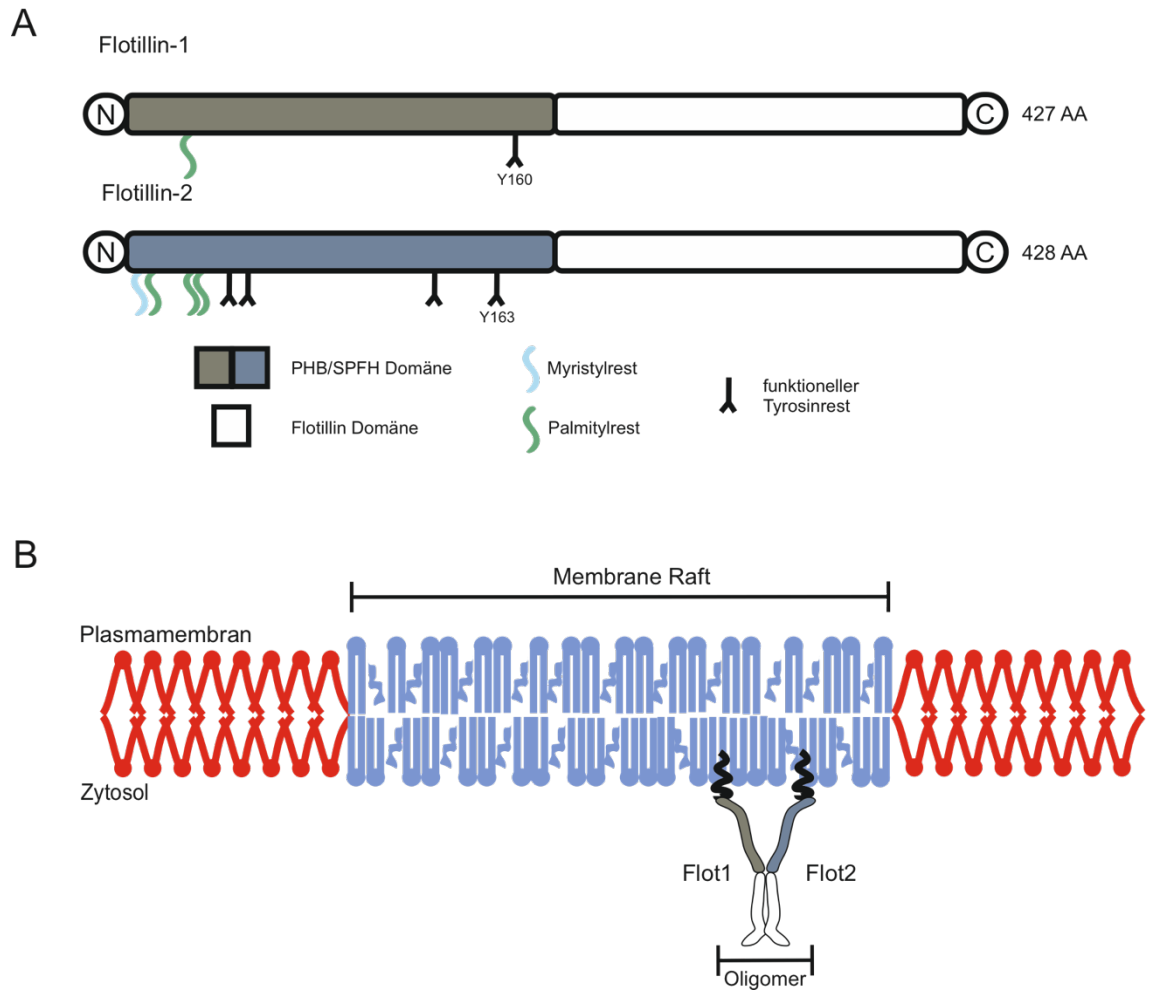 A
Flotillin-1
N
C
427 AA
Y160
Flotillin-2
N
C
428 AA
Y163
PHB/SPFH Domäne
Myristylrest
funktioneller
Tyrosinrest
Flotillin Domäne
Palmitylrest
B
Membrane Raft
Plasmamembran
Zytosol
Flot1
Flot2
Oligomer